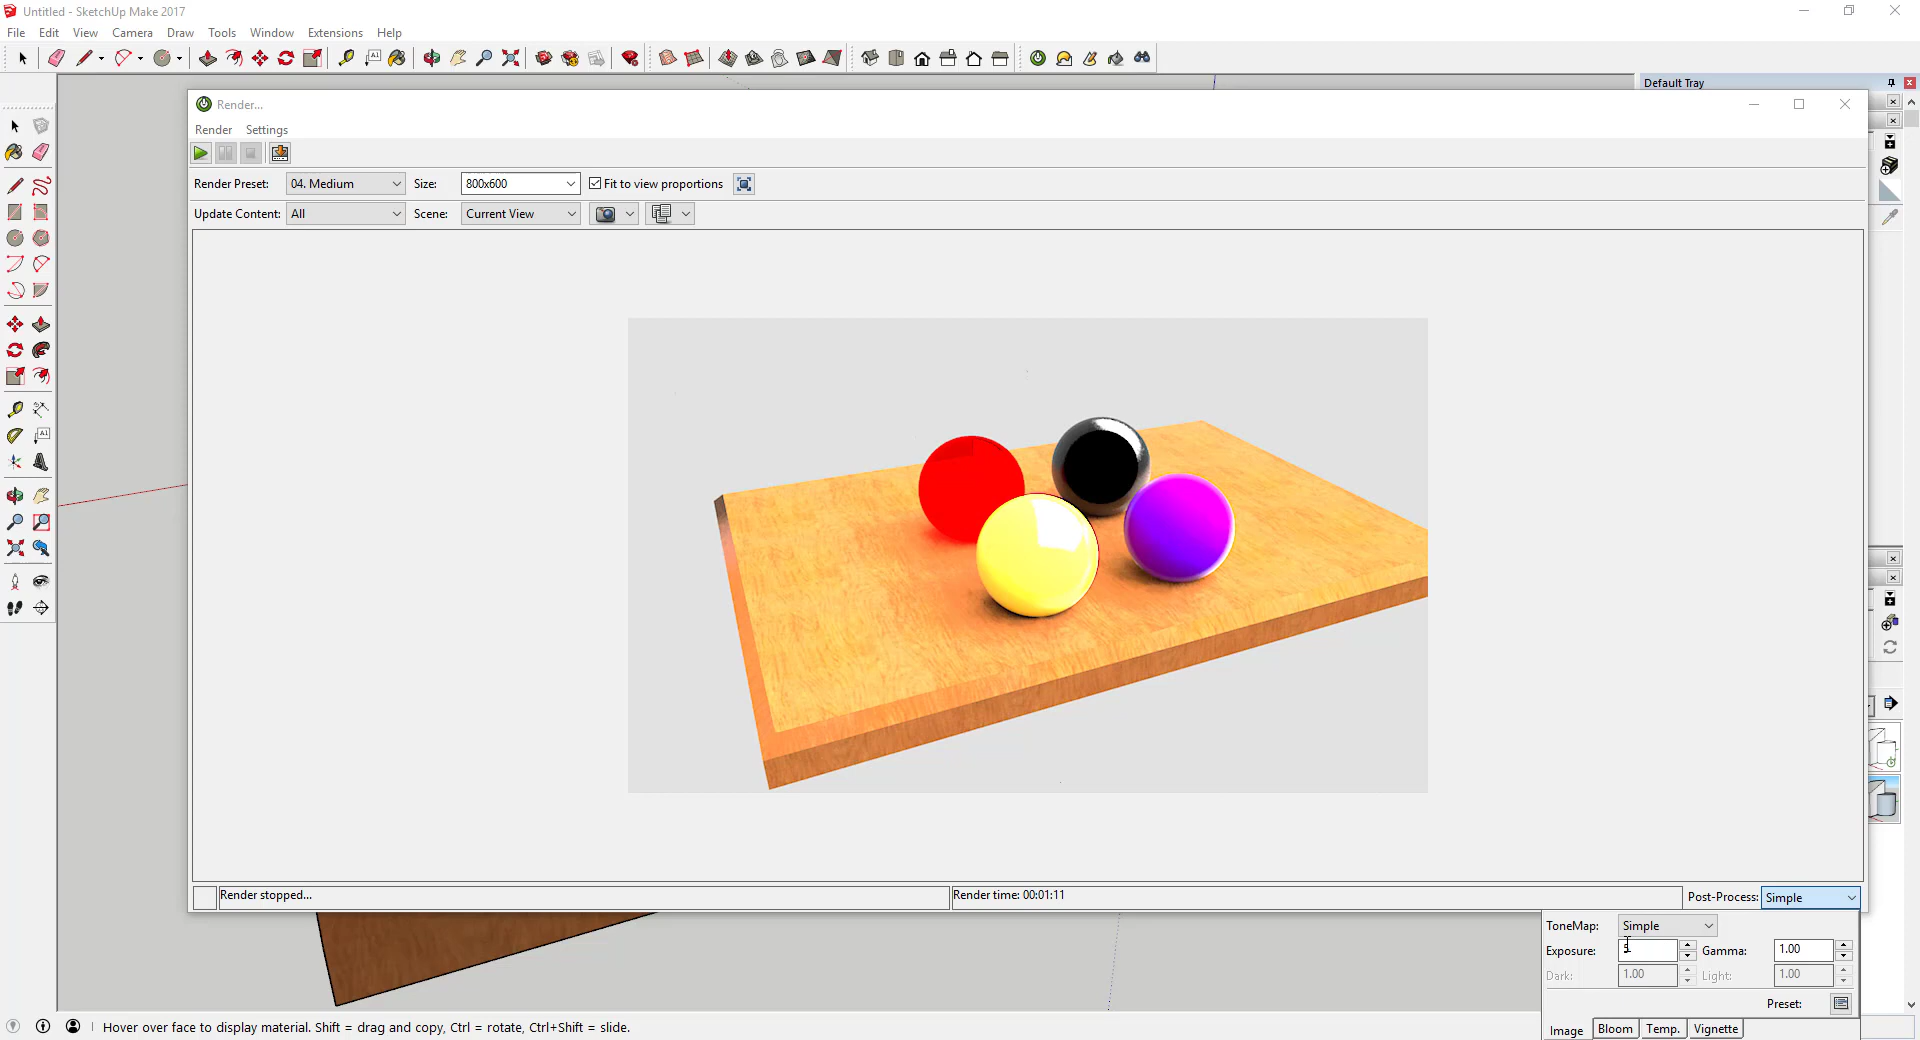 Untitled - SketchUp Make 2017
File Edit View Camera Draw Tools Window Extensions Help
Default Tray
Render...
Render Settings
Render Preset: 04. Medium Size: 800x600 Fit to view proportions
Update Content: All Scene: Current View
Render stopped... Render time: 00:01:11 Post-Process: Simple
ToneMap: Simple
Exposure: Gamma: 1.00
Dark: 1.00 Light: 1.00
Preset:
Image Bloom Temp. Vignette
Hover over face to display material. Shift = drag and copy, Ctrl = rotate, Ctrl+Shift = slide.